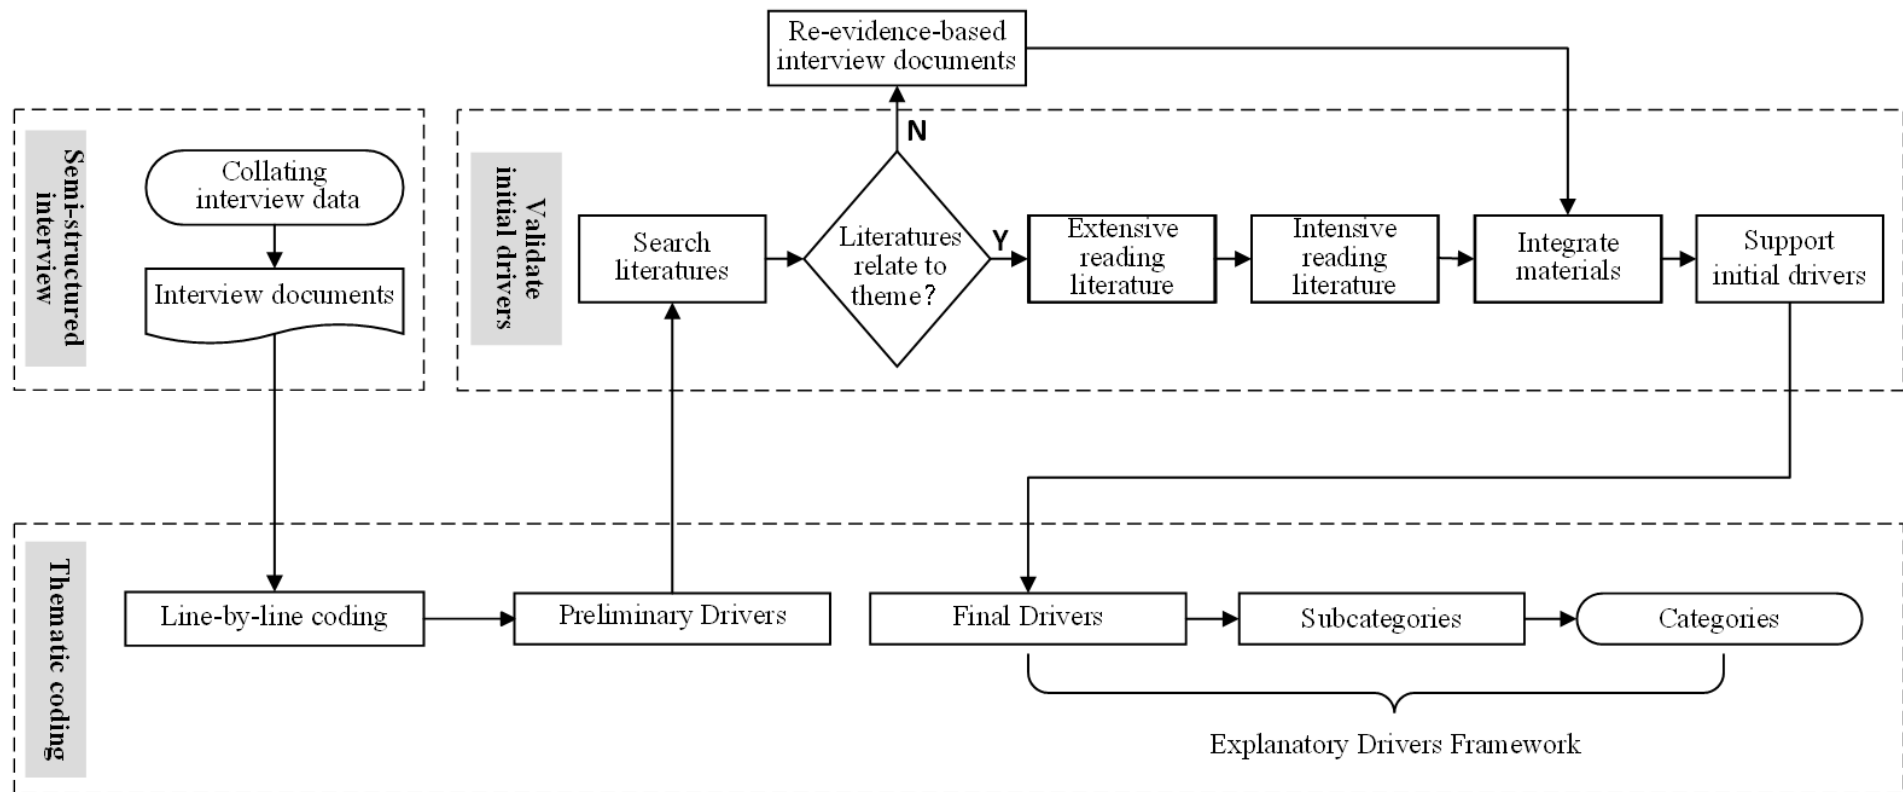 Re-evidence-based
interview documents
Semi-structured
interview
Collating
interview data
Interview documents
Validate
initial drivers
Search
literatures
N
Literatures
relate to
theme?
Y
Extensive
reading
literature
Intensive
reading
literature
Integrate
materials
Support
initial drivers
Thematic coding
Line-by-line coding
Preliminary Drivers
Final Drivers
Subcategories
Categories
Explanatory Drivers Framework